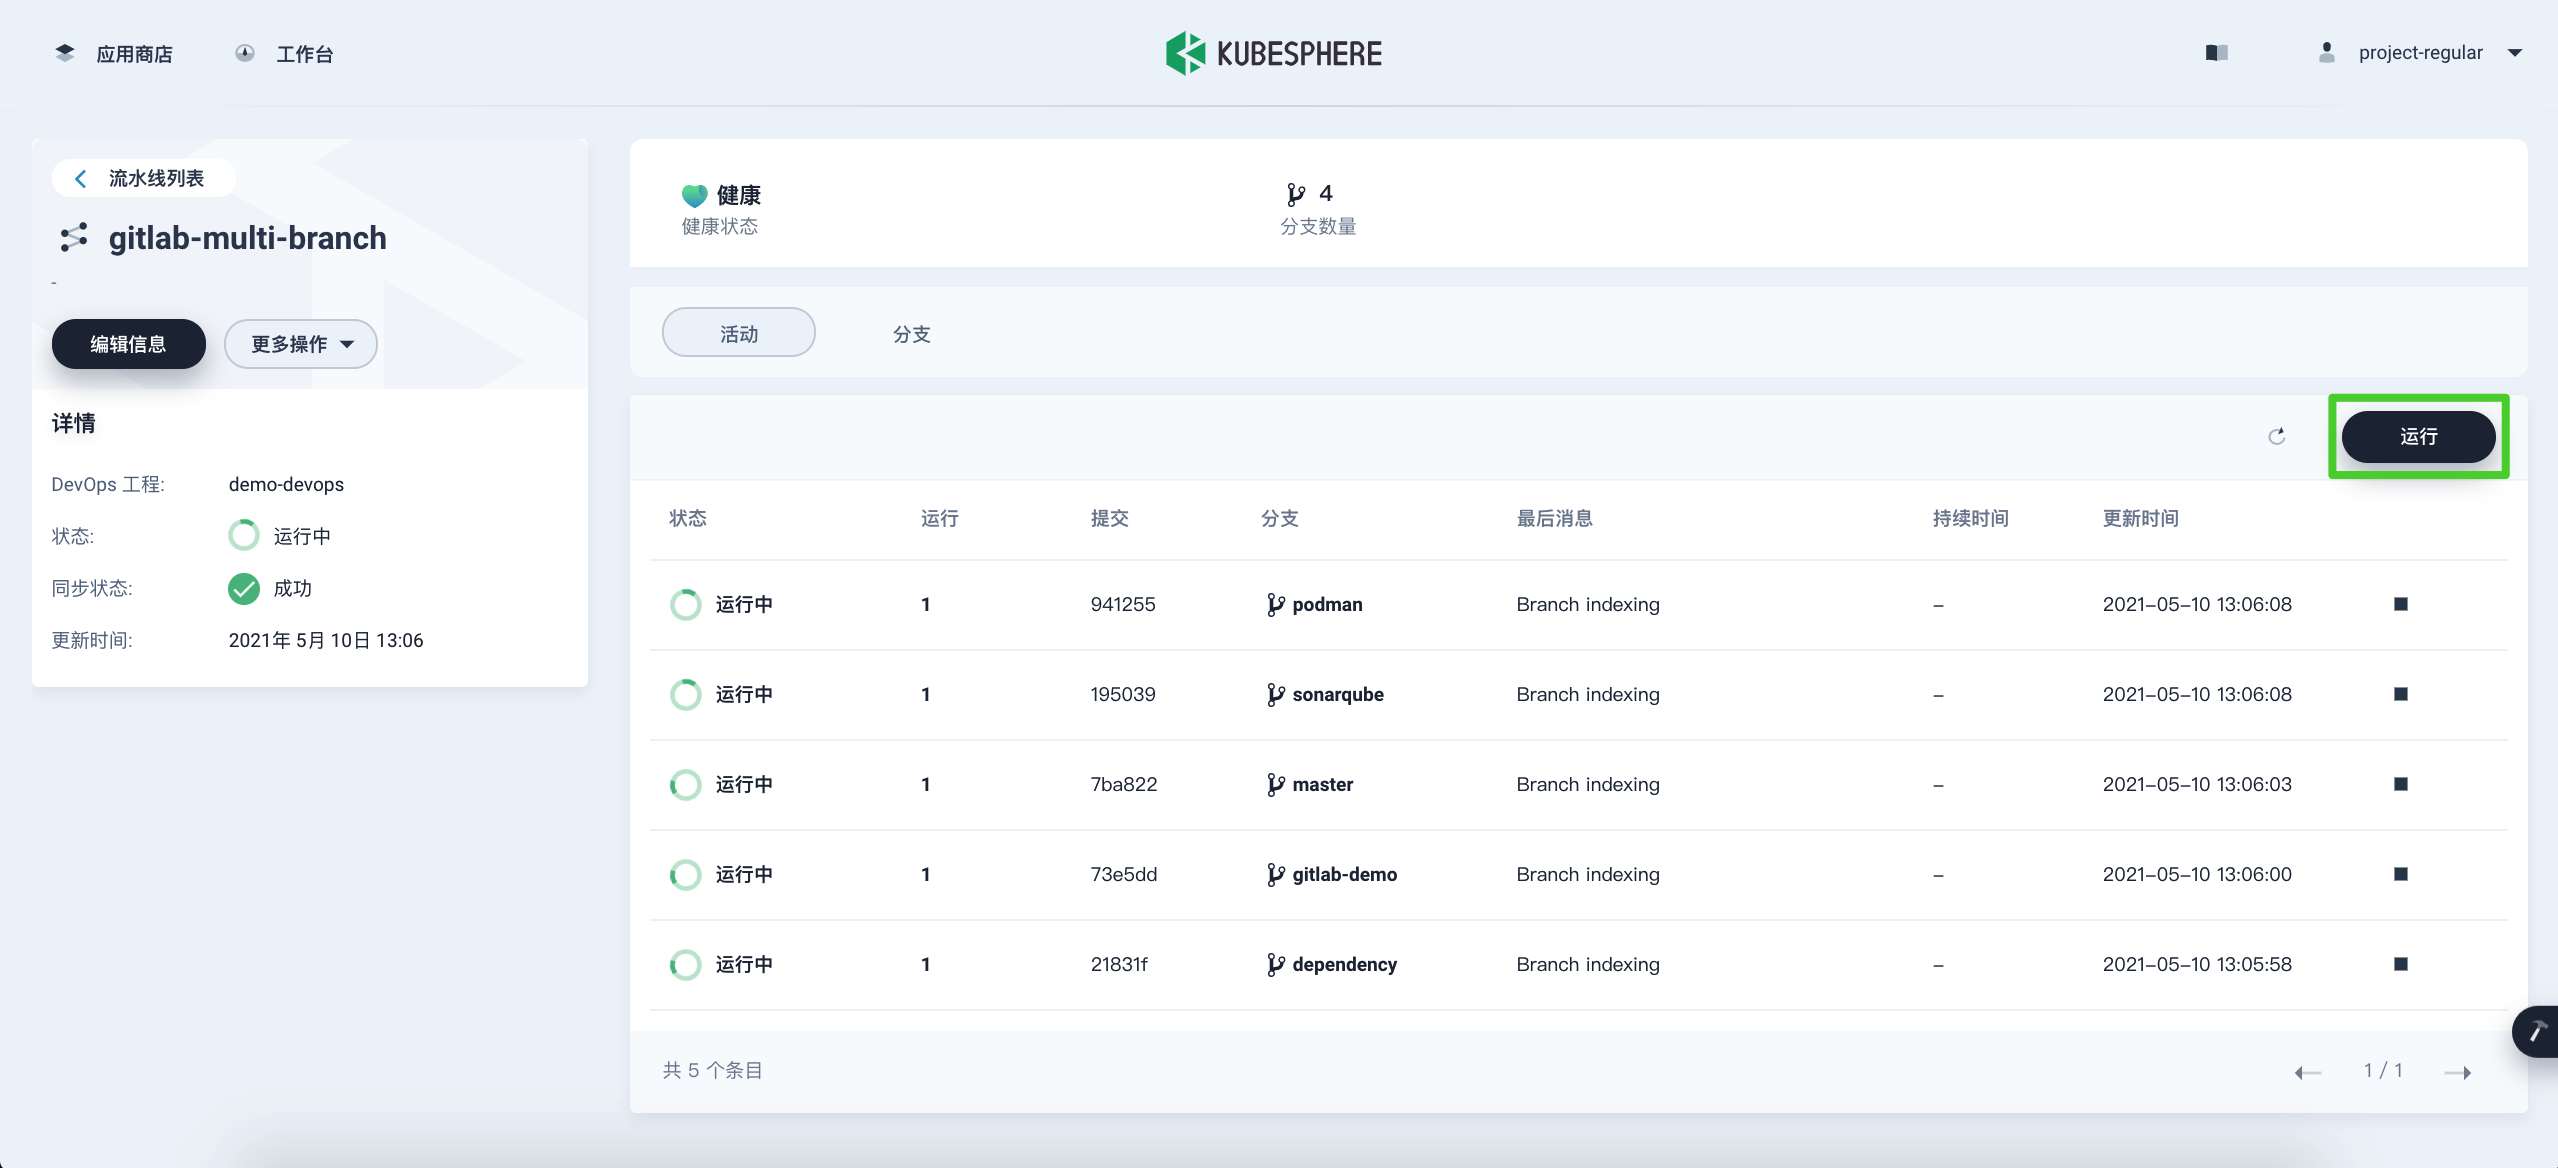 应用商店 工作台 KUBESPHERE project-regular
流水线列表
gitlab-multi-branch
-
编辑信息 更多操作
详情
DevOps 工程: demo-devops
状态: 运行中
同步状态: 成功
更新时间: 2021年 5月 10日 13:06
健康 4
健康状态 分支数量
活动 分支
运行
状态 运行 提交 分支 最后消息 持续时间 更新时间
运行中 1 941255 podman Branch indexing – 2021-05-10 13:06:08
运行中 1 195039 sonarqube Branch indexing – 2021-05-10 13:06:08
运行中 1 7ba822 master Branch indexing – 2021-05-10 13:06:03
运行中 1 73e5dd gitlab-demo Branch indexing – 2021-05-10 13:06:00
运行中 1 21831f dependency Branch indexing – 2021-05-10 13:05:58
共 5 个条目 1 / 1